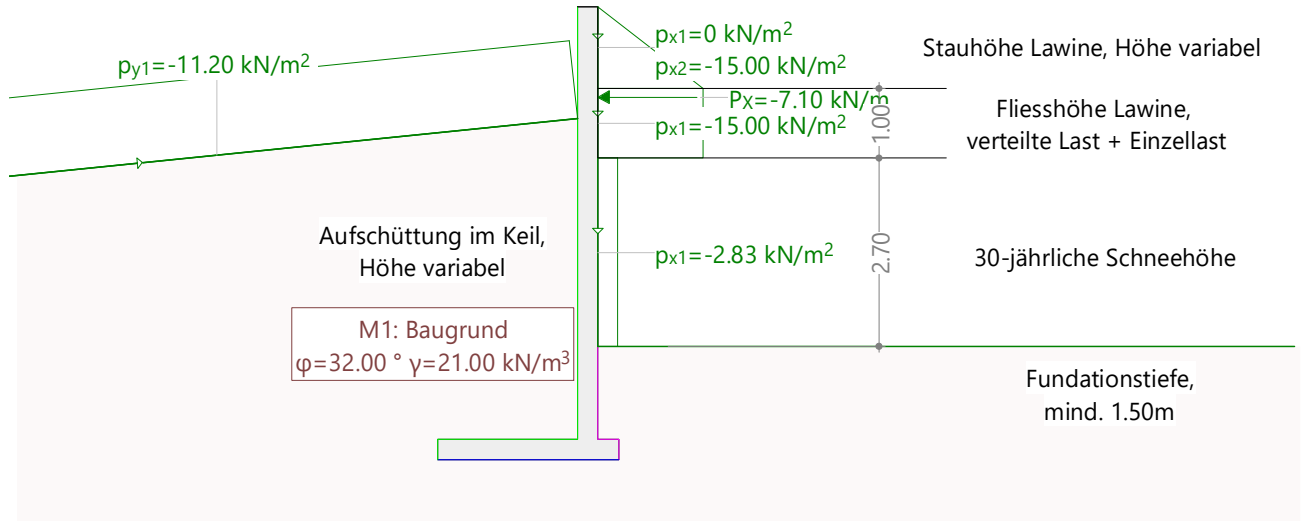 px1=0 kN/m²
py1=-11.20 kN/m²
px2=-15.00 kN/m²
Stauhöhe Lawine, Höhe variabel
Px=-7.10 kN/m
px1=-15.00 kN/m²
1.00
Fliesshöhe Lawine,
verteilte Last + Einzellast
Aufschüttung im Keil,
Höhe variabel
px1=-2.83 kN/m²
2.70
30-jährliche Schneehöhe
M1: Baugrund
φ=32.00 ° γ=21.00 kN/m³
Fundationstiefe,
mind. 1.50m